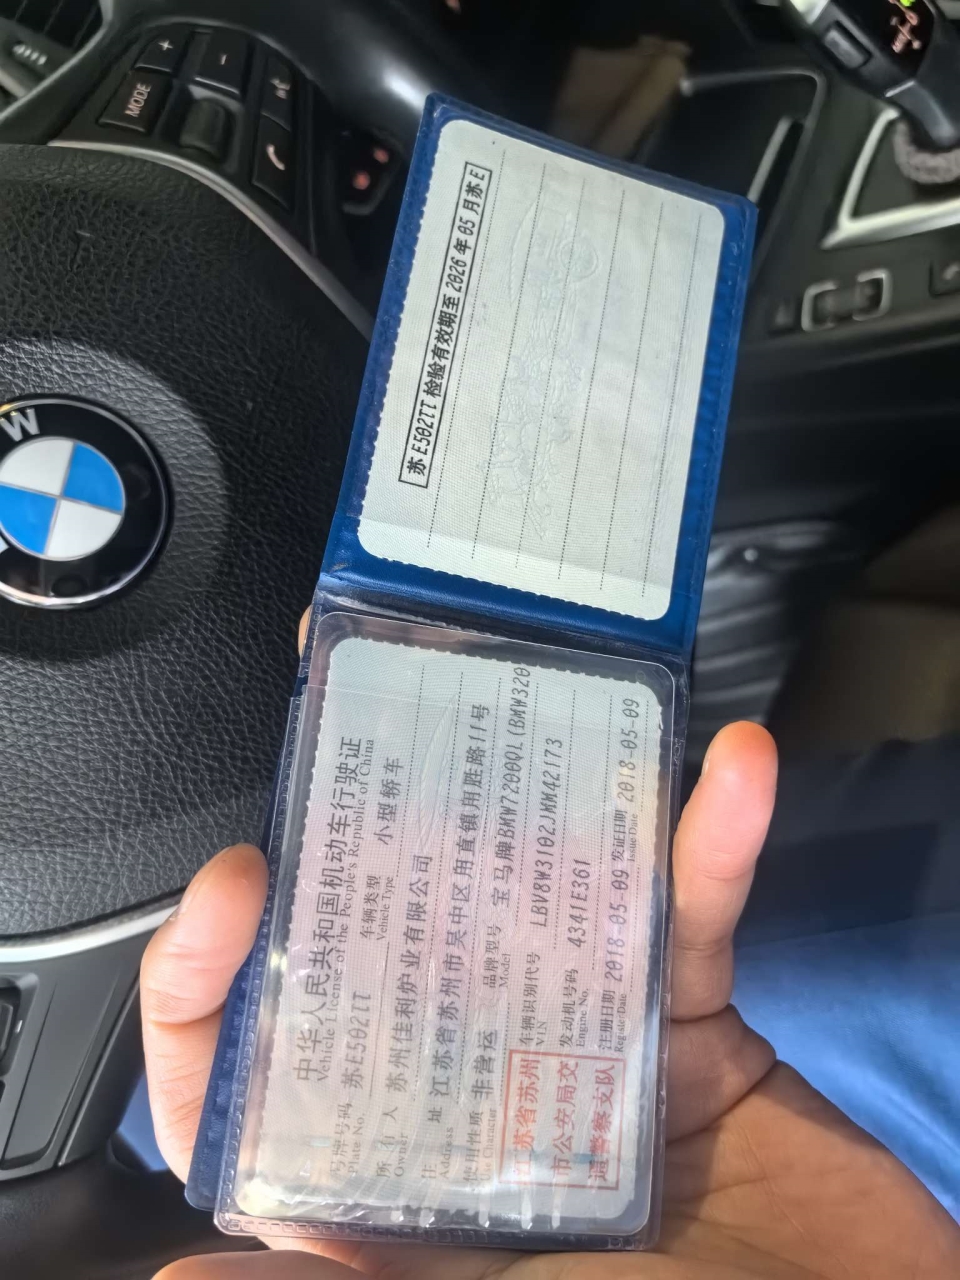 苏E502TT 检验有效期至 2026 年 05 月苏E
中华人民共和国机动车行驶证
Vehicle License of the People's Republic of China
号牌号码 苏E502TT 车辆类型 小型轿车
Plate No. Vehicle Type
所有人 苏州佳利炉业有限公司
Owner
住址 江苏省苏州市吴中区甪直镇甪胜路11号
Address
使用性质 非营运 品牌型号 宝马牌BMW7200QL(BMW320
Use Character Model
车辆识别代号 LBV8W3102JMM42173
VIN
发动机号码 4341E361
Engine No.
注册日期 2018-05-09 发证日期 2018-05-09
Register Date Issue Date
江苏省苏州
市公安局交
通警察支队
MODE
+
-
W